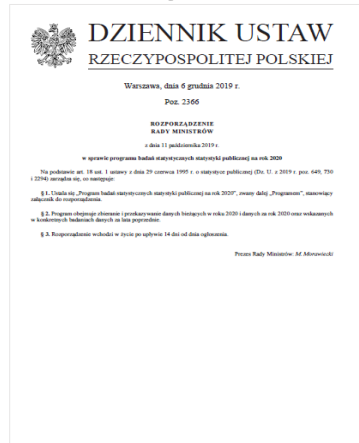 DZIENNIK USTAW
RZECZYPOSPOLITEJ POLSKIEJ
Warszawa, dnia 6 grudnia 2019 r.
Poz. 2366
ROZPORZĄDZENIE
RADY MINISTRÓW
z dnia 11 października 2019 r.
w sprawie programu badań statystycznych statystyki publicznej na rok 2020
Na podstawie art. 18 ust. 1 ustawy z dnia 29 czerwca 1995 r. o statystyce publicznej (Dz. U. z 2019 r. poz. 649, 730
i 2294) zarządza się, co następuje:
§ 1. Ustala się „Program badań statystycznych statystyki publicznej na rok 2020”, zwany dalej „Programem”, stanowiący
załącznik do rozporządzenia.
§ 2. Program obejmuje zbieranie i przekazywanie danych bieżących w roku 2020 i danych za rok 2020 oraz wskazanych
w konkretnych badaniach danych za lata poprzednie.
§ 3. Rozporządzenie wchodzi w życie po upływie 14 dni od dnia ogłoszenia.
Prezes Rady Ministrów: M. Morawiecki